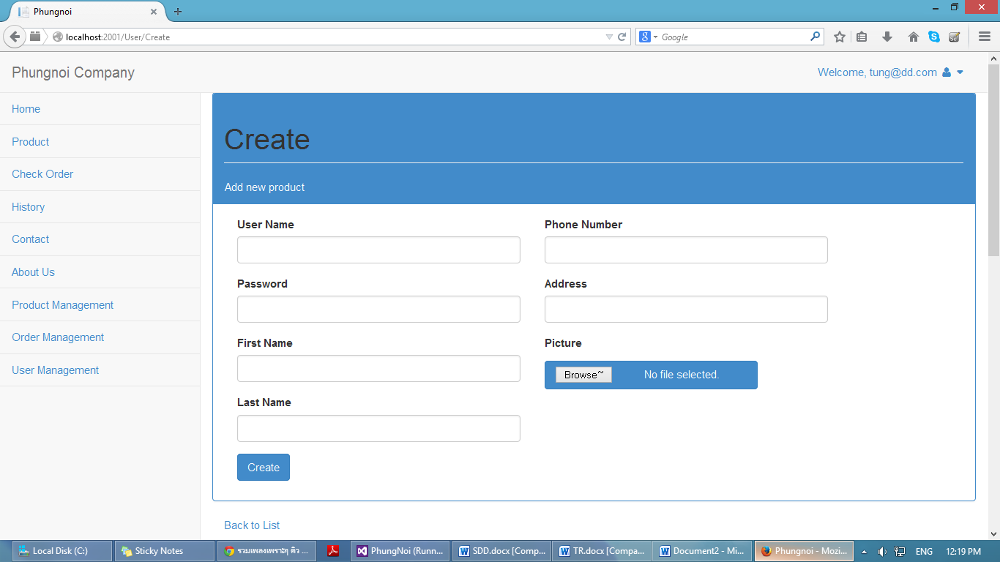 Phungnoi
localhost:2001/User/Create
Google
Phungnoi Company
Welcome, tung@dd.com
Home
Product
Check Order
History
Contact
About Us
Product Management
Order Management
User Management
Create
Add new product
User Name
Phone Number
Password
Address
First Name
Picture
Browse~ No file selected.
Last Name
Create
Back to List
Local Disk (C:) Sticky Notes รวมเพลงเพราะๆ คิว ... PhungNoi (Runn... SDD.docx [Comp... TR.docx [Compa... Document2 - Mi... Phungnoi - Mozi... ENG 12:19 PM